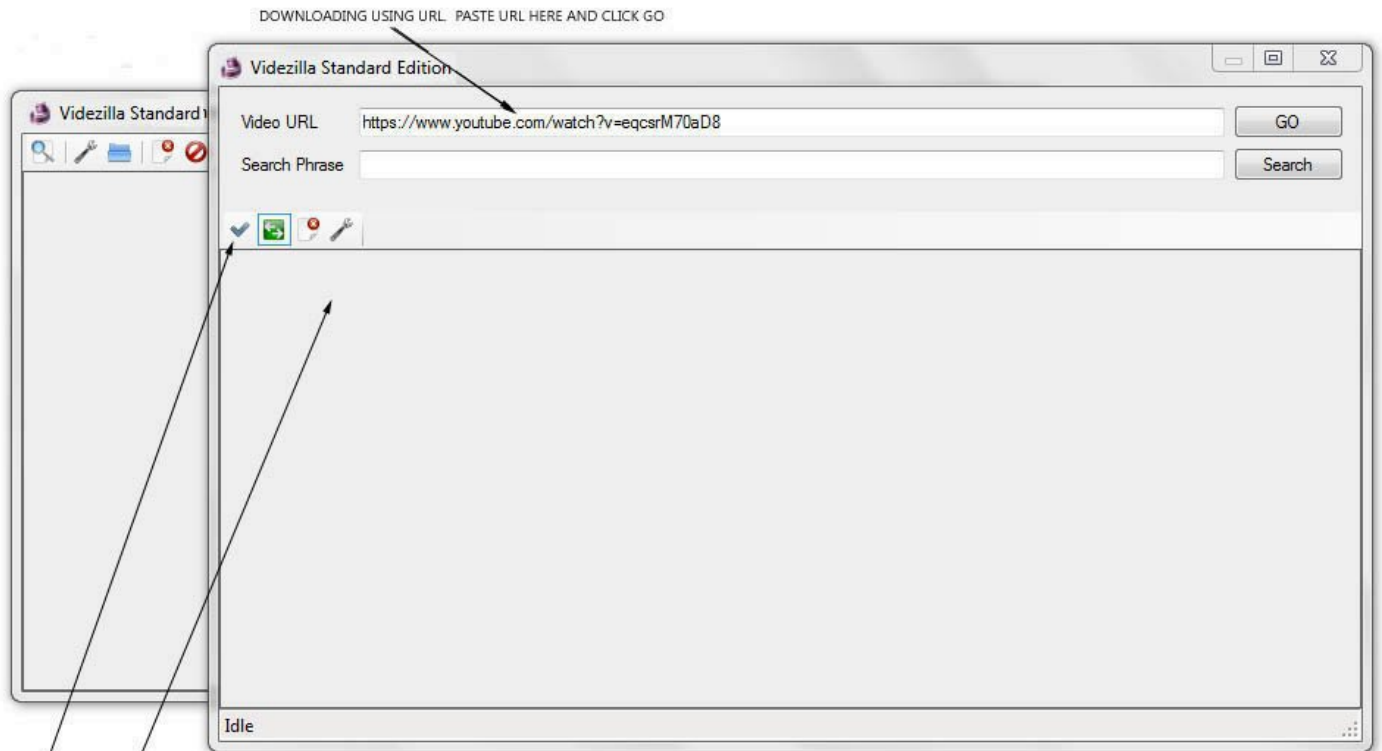 DOWNLOADING USING URL. PASTE URL HERE AND CLICK GO
Videzilla Standard Edition
Videzilla Standard
Video URL https://www.youtube.com/watch?v=eqcsrM70aD8 GO
Search Phrase Search
Idle